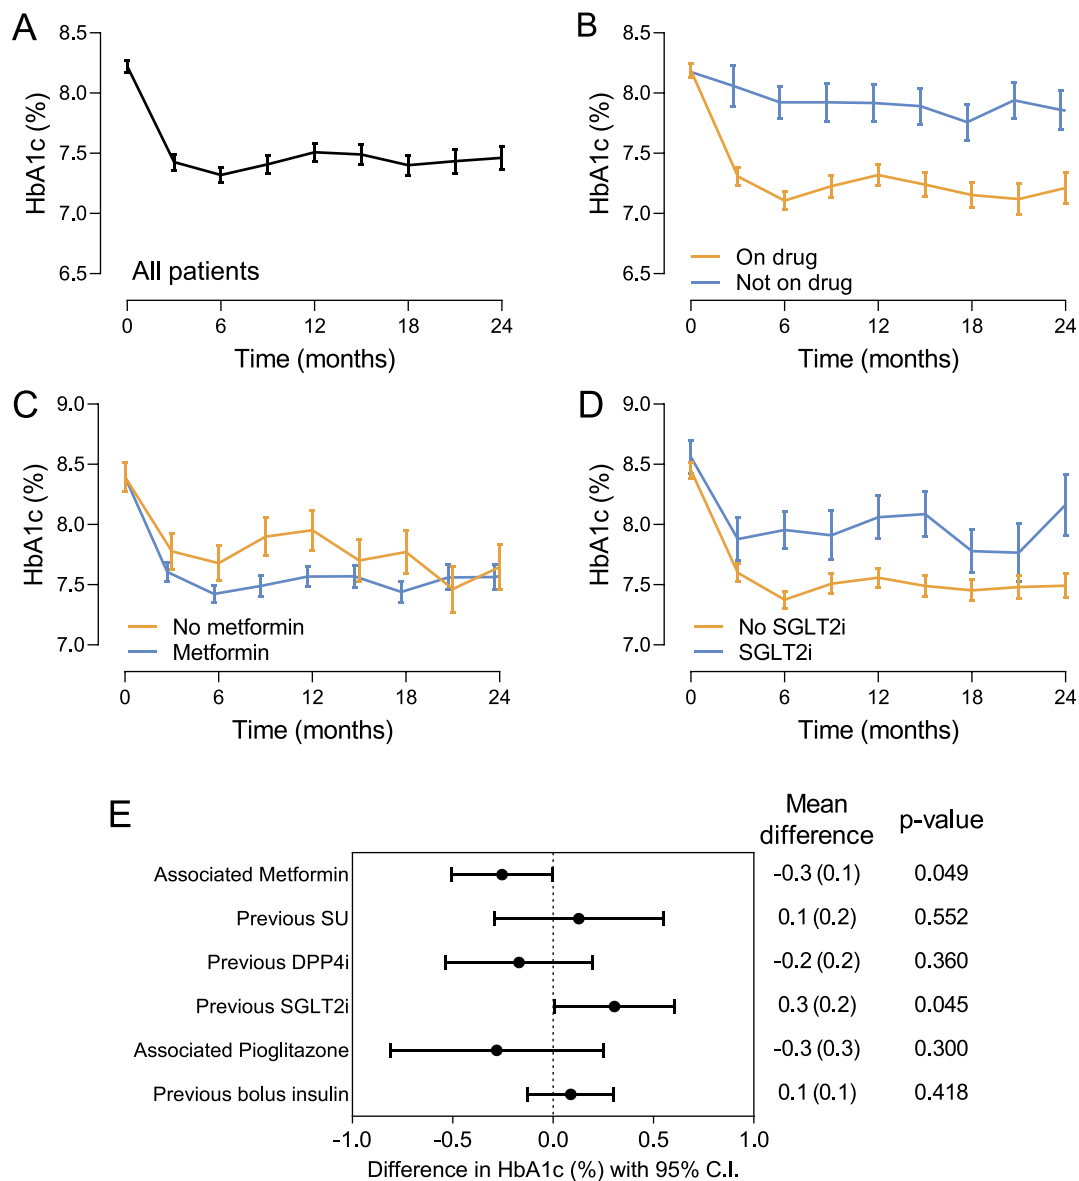 A
8.5
8.0
7.5
7.0
6.5
HbA1c (%)
All patients
0 6 12 18 24
Time (months)
B
8.5
8.0
7.5
7.0
6.5
HbA1c (%)
On drug
Not on drug
0 6 12 18 24
Time (months)
C
9.0
8.5
8.0
7.5
7.0
HbA1c (%)
No metformin
Metformin
0 6 12 18 24
Time (months)
D
9.0
8.5
8.0
7.5
7.0
HbA1c (%)
No SGLT2i
SGLT2i
0 6 12 18 24
Time (months)
E
Mean difference p-value
Associated Metformin -0.3 (0.1) 0.049
Previous SU 0.1 (0.2) 0.552
Previous DPP4i -0.2 (0.2) 0.360
Previous SGLT2i 0.3 (0.2) 0.045
Associated Pioglitazone -0.3 (0.3) 0.300
Previous bolus insulin 0.1 (0.1) 0.418
-1.0 -0.5 0.0 0.5 1.0
Difference in HbA1c (%) with 95% C.I.